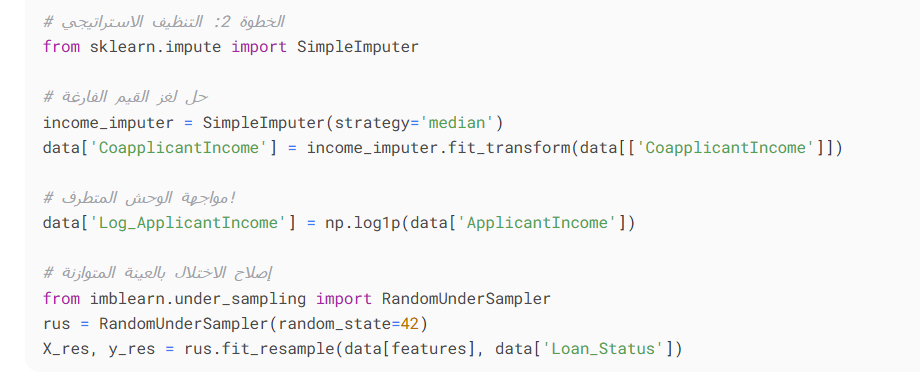 # الخطوة 2: التنظيف الاستراتيجي
from sklearn.impute import SimpleImputer
# حل لغز القيم الفارغة
income_imputer = SimpleImputer(strategy='median')
data['CoapplicantIncome'] = income_imputer.fit_transform(data[['CoapplicantIncome']])
# مواجهة الوحش المتطرف!
data['Log_ApplicantIncome'] = np.log1p(data['ApplicantIncome'])
# إصلاح الاختلال بالعينة المتوازنة
from imblearn.under_sampling import RandomUnderSampler
rus = RandomUnderSampler(random_state=42)
X_res, y_res = rus.fit_resample(data[features], data['Loan_Status'])